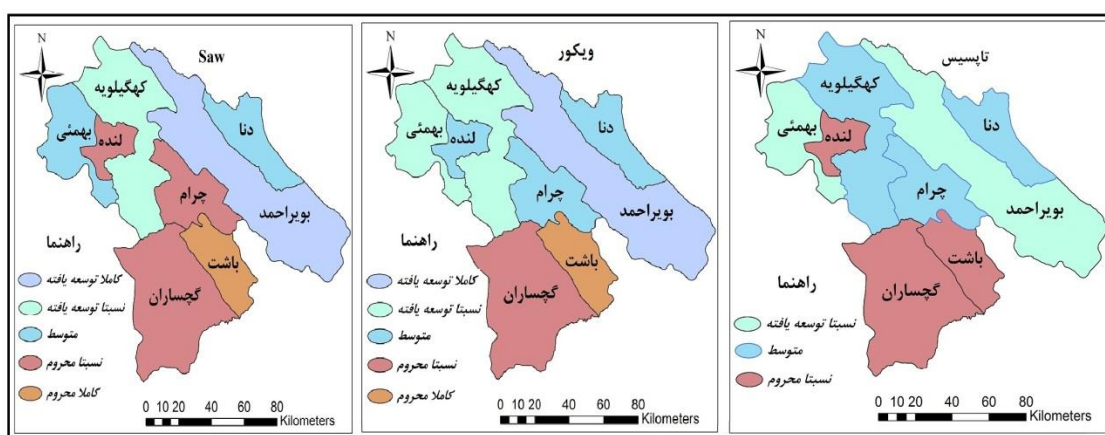 Saw
N
کهگیلویه
بهمئی
لنده
دنا
چرام
بویراحمد
باشت
گچساران
راهنما
کاملا توسعه یافته
نسبتا توسعه یافته
متوسط
نسبتا محروم
کاملا محروم
0 10 20 40 60 80
Kilometers
ویکور
N
کهگیلویه
بهمئی
لنده
دنا
چرام
بویراحمد
باشت
گچساران
راهنما
کاملا توسعه یافته
نسبتا توسعه یافته
متوسط
نسبتا محروم
کاملا محروم
0 10 20 40 60 80
Kilometers
تاپسیس
N
کهگیلویه
بهمئی
لنده
دنا
چرام
بویراحمد
باشت
گچساران
راهنما
نسبتا توسعه یافته
متوسط
نسبتا محروم
0 10 20 40 60 80
Kilometers